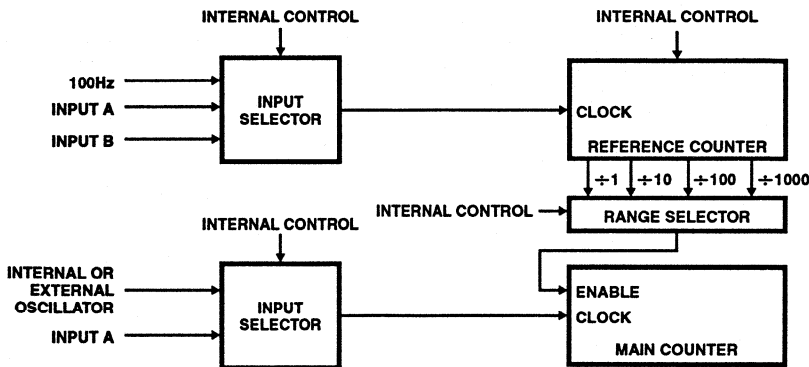 INTERNAL CONTROL
100Hz
INPUT A
INPUT B
INPUT
SELECTOR
INTERNAL CONTROL
CLOCK
REFERENCE COUNTER
÷1
÷10
÷100
÷1000
INTERNAL CONTROL
RANGE SELECTOR
INTERNAL CONTROL
INTERNAL OR
EXTERNAL
OSCILLATOR
INPUT A
INPUT
SELECTOR
ENABLE
CLOCK
MAIN COUNTER